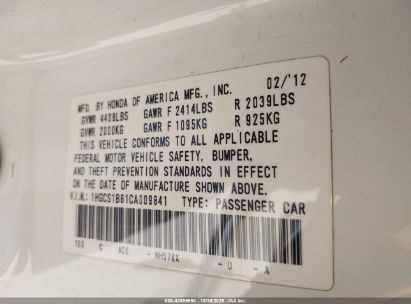 MFD. BY HONDA OF AMERICA MFG., INC. 02/'12
GVWR 4409LBS GAWR F 2414LBS R 2039LBS
GVWR 2000KG GAWR F 1095KG R 925KG
THIS VEHICLE CONFORMS TO ALL APPLICABLE
FEDERAL MOTOR VEHICLE SAFETY, BUMPER,
AND THEFT PREVENTION STANDARDS IN EFFECT
ON THE DATE OF MANUFACTURE SHOWN ABOVE.
V.I.N.: 1HGCS1B81CA009841 TYPE: PASSENGER CAR
TE0 C AC5 - NH578X - U - A